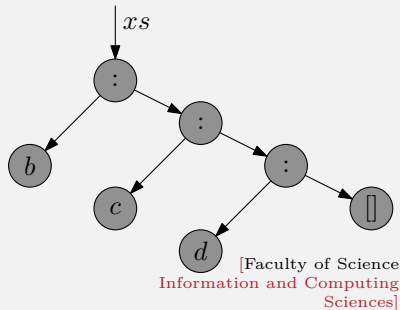 xs
:
:
b
:
c
[]
d
[Faculty of Science
Information and Computing
Sciences]